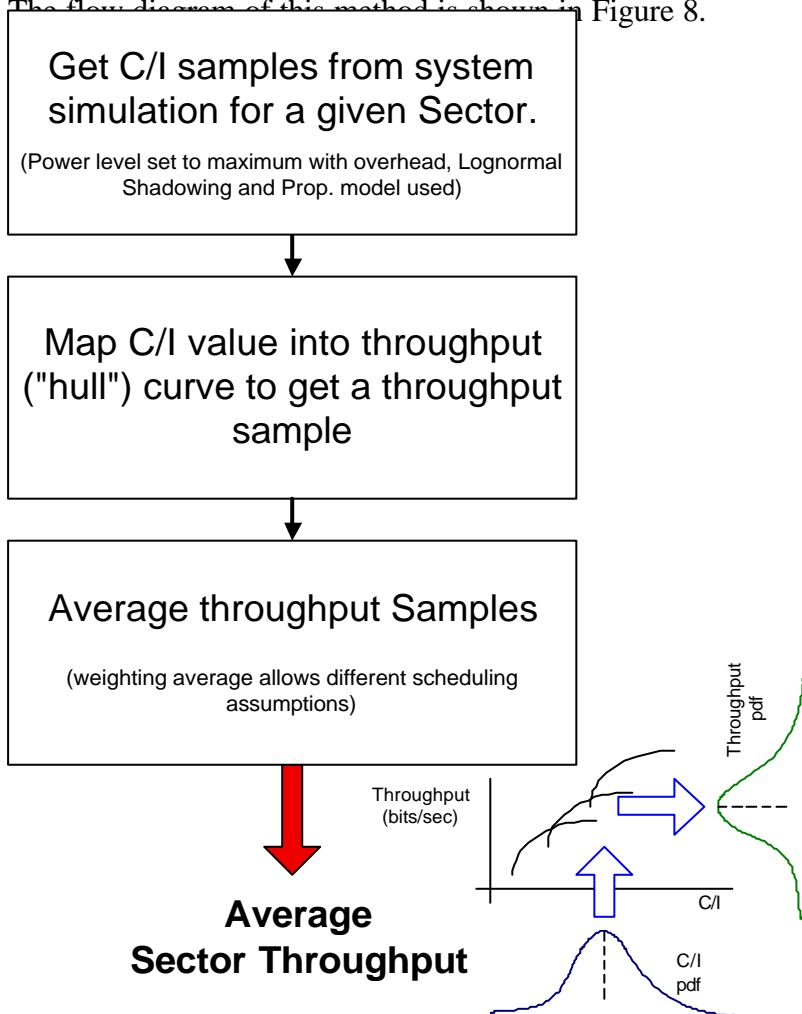 The flow diagram of this method is shown in Figure 8.
Get C/I samples from system
simulation for a given Sector.
(Power level set to maximum with overhead, Lognormal
Shadowing and Prop. model used)
Map C/I value into throughput
("hull") curve to get a throughput
sample
Average throughput Samples
(weighting average allows different scheduling
assumptions)
Average
Sector Throughput
Throughput
(bits/sec)
C/I
Throughput
pdf
C/I
pdf